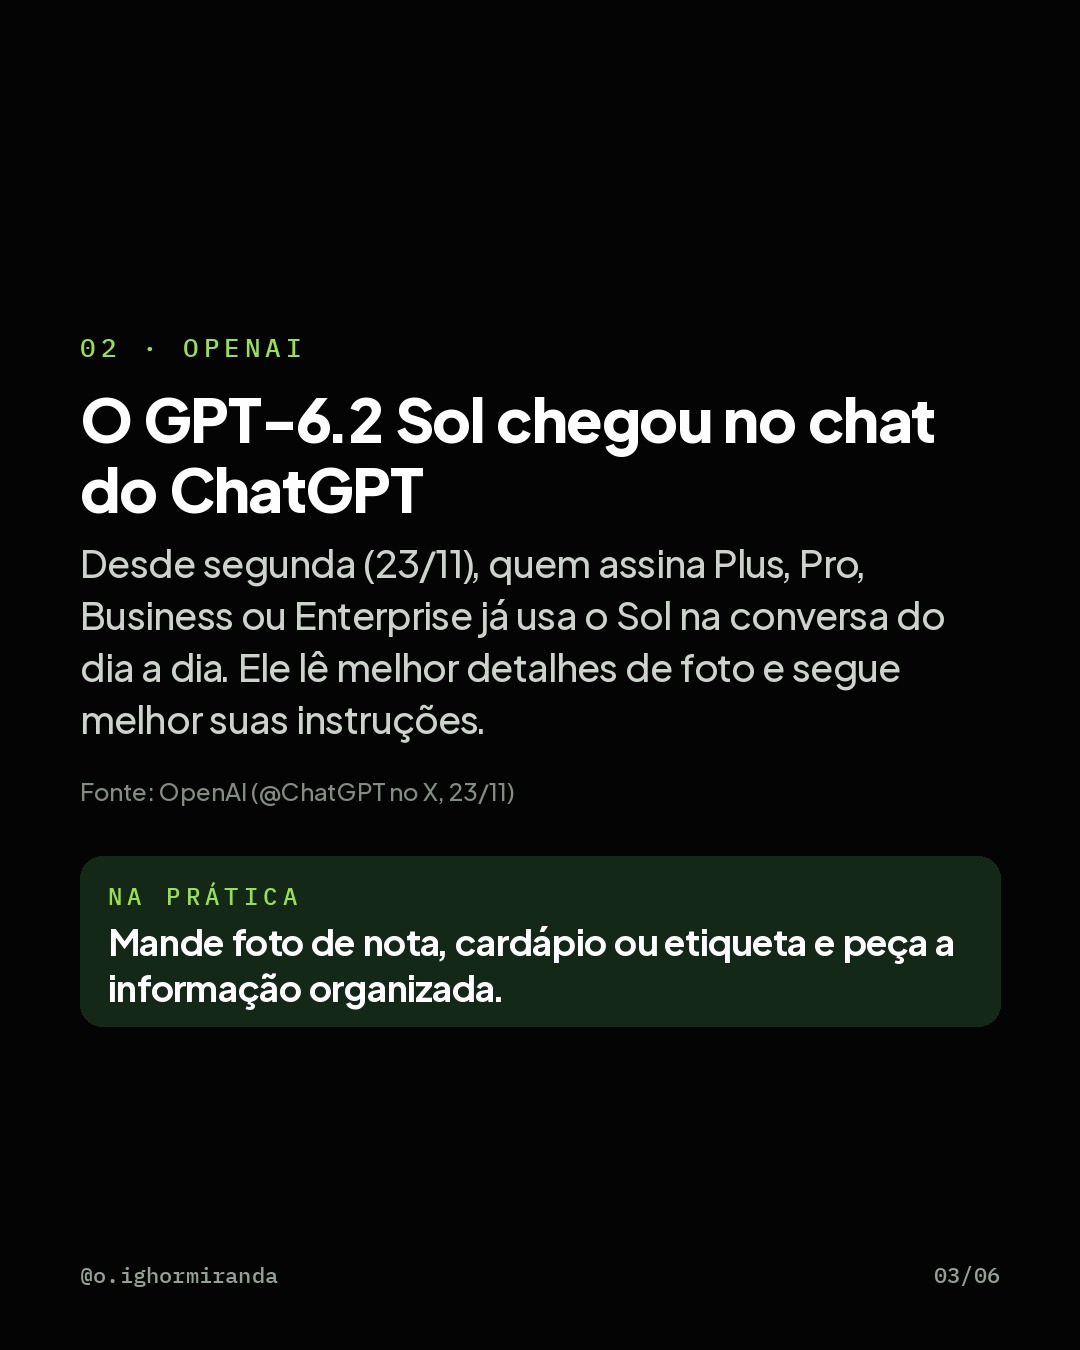 02 · OPENAI
O GPT-6.2 Sol chegou no chat
do ChatGPT
Desde segunda (23/11), quem assina Plus, Pro,
Business ou Enterprise já usa o Sol na conversa do
dia a dia. Ele lê melhor detalhes de foto e segue
melhor suas instruções.
Fonte: OpenAI (@ChatGPT no X, 23/11)
NA PRÁTICA
Mande foto de nota, cardápio ou etiqueta e peça a
informação organizada.
@o.ighormiranda
03/06